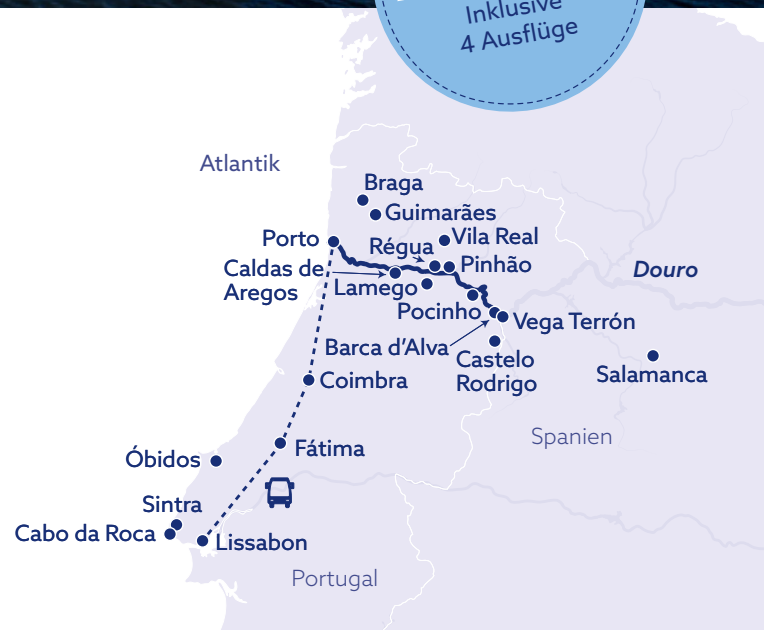 Inklusive
4 Ausflüge
Atlantik
Braga
Guimarães
Porto
Régua
Vila Real
Pinhão
Caldas de
Aregos
Lamego
Douro
Pocinho
Vega Terrón
Barca d’Alva
Castelo
Rodrigo
Salamanca
Coimbra
Spanien
Fátima
Óbidos
Sintra
Cabo da Roca
Lissabon
Portugal